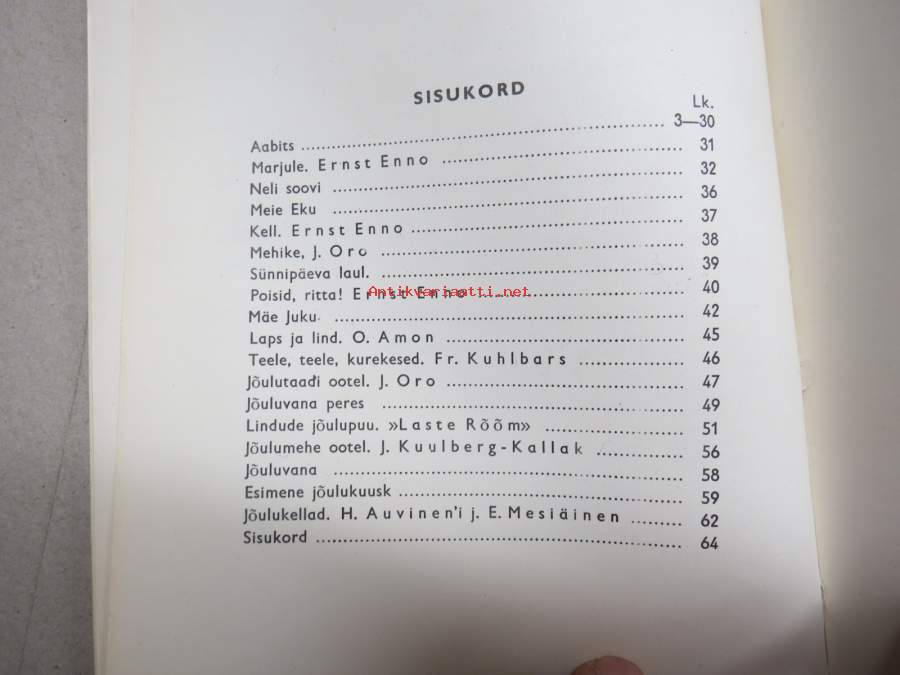 SISUKORD
Lk.
Aabits 3—30
Marjule. Ernst Enno 31
Neli soovi 32
Meie Eku 36
Kell. Ernst Enno 37
Mehike, J. Oro 38
Sünnipäeva laul. 39
Poisid, ritta! Ernst Enno 40
Antikvariaatti.net
Mäe Juku 42
Laps ja lind. O. Amon 45
Teele, teele, kurekesed. Fr. Kuhlbars 46
Jõulutaadi ootel. J. Oro 47
Jõuluvana peres 49
Lindude jõulupuu. »Laste Rõõm» 51
Jõulumehe ootel. J. Kuulberg-Kallak 56
Jõuluvana 58
Esimene jõulukuusk 59
Jõulukellad. H. Auvinen'i j. E. Mesiäinen 62
Sisukord 64